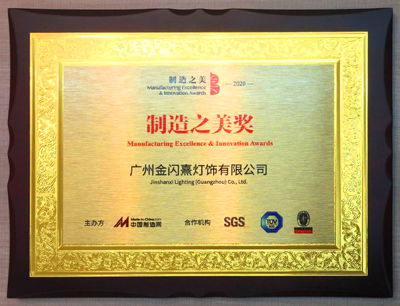 制造之美
Manufacturing Excellence
& Innovation Awards
— 2020 —
制造之美奖
Manufacturing Excellence & Innovation Awards
广州金闪熹灯饰有限公司
Jinshanxi Lighting (Guangzhou) Co., Ltd.
主办方 Made-in-China.com 中国制造网 合作机构 SGS TÜV